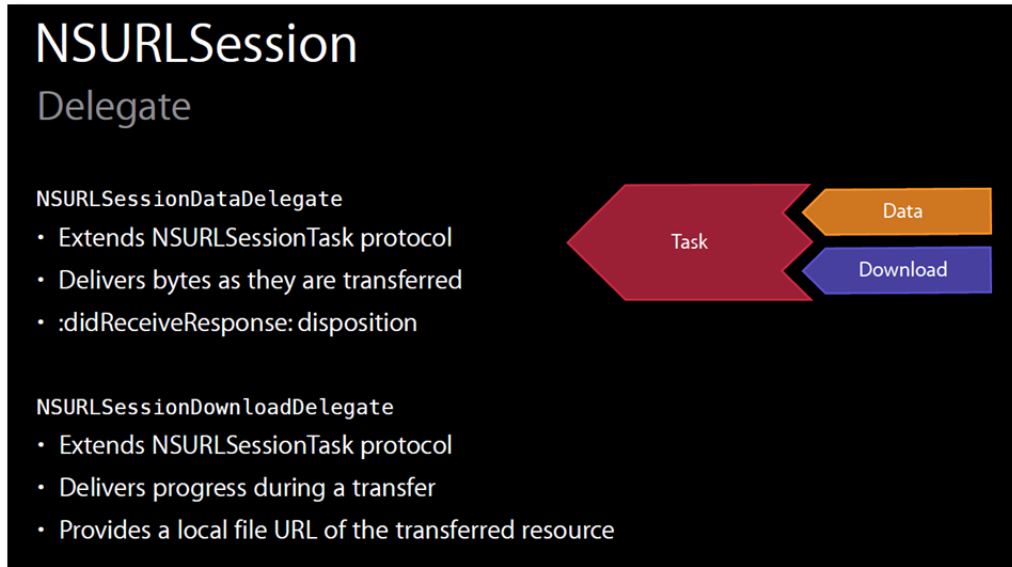 NSURLSession
Delegate
NSURLSessionDataDelegate
• Extends NSURLSessionTask protocol
• Delivers bytes as they are transferred
• :didReceiveResponse: disposition
Task
Data
Download
NSURLSessionDownloadDelegate
• Extends NSURLSessionTask protocol
• Delivers progress during a transfer
• Provides a local file URL of the transferred resource